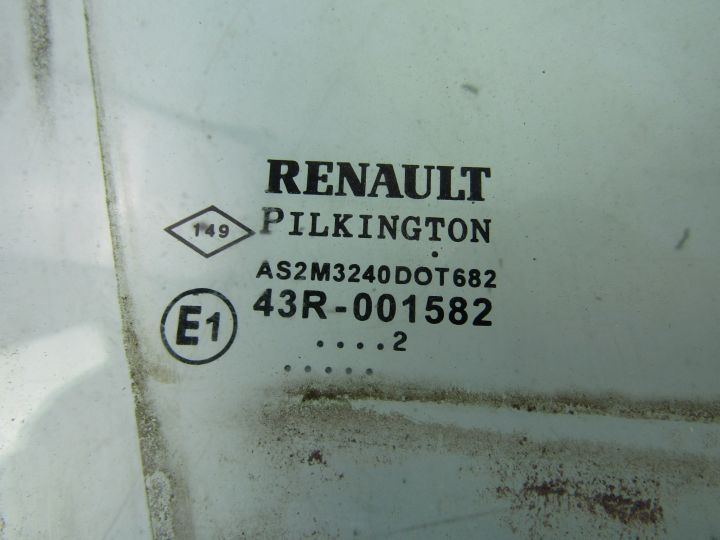 RENAULT
149 PILKINGTON
AS2M3240DOT682
E1 43R-001582
....2
.....